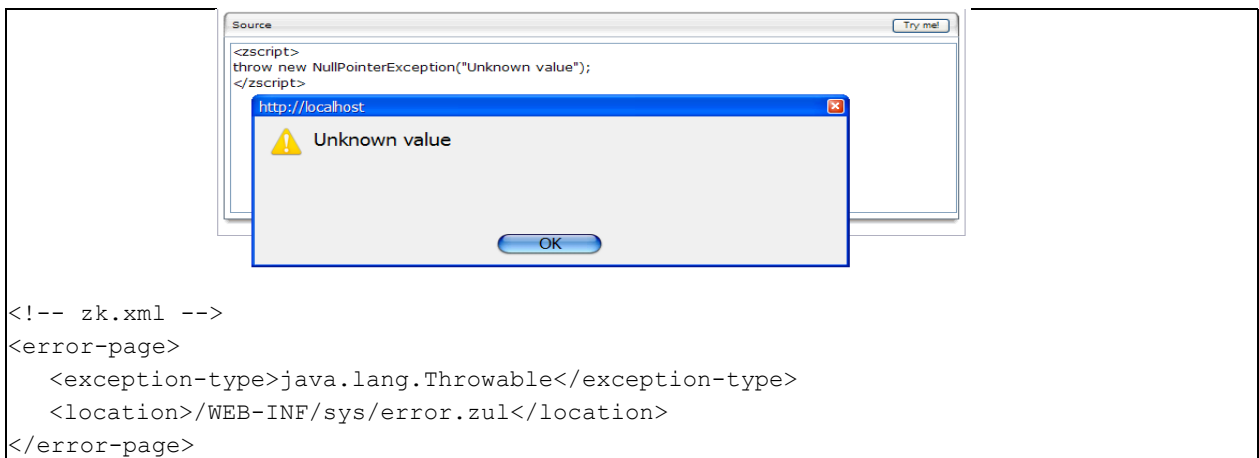 Source
Try me!
<zscript>
throw new NullPointerException("Unknown value");
</zscript>
http://localhost
Unknown value
OK
<!-- zk.xml -->
<error-page>
<exception-type>java.lang.Throwable</exception-type>
<location>/WEB-INF/sys/error.zul</location>
</error-page>